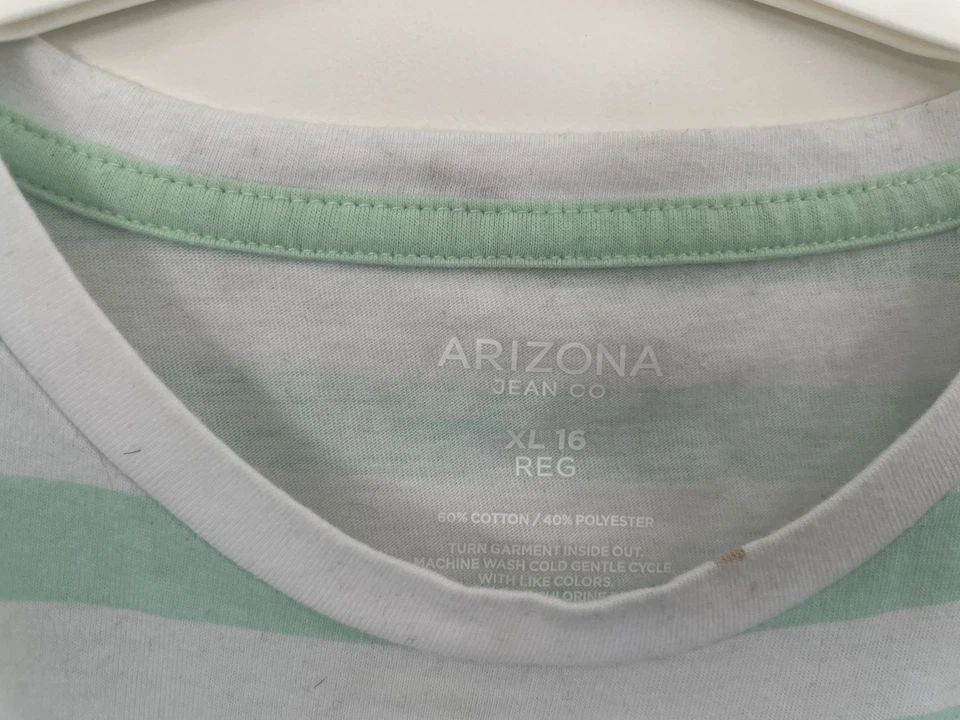 ARIZONA
JEAN CO
XL 16
REG
60% COTTON / 40% POLYESTER
TURN GARMENT INSIDE OUT.
MACHINE WASH COLD GENTLE CYCLE
WITH LIKE COLORS.
CHLORINE